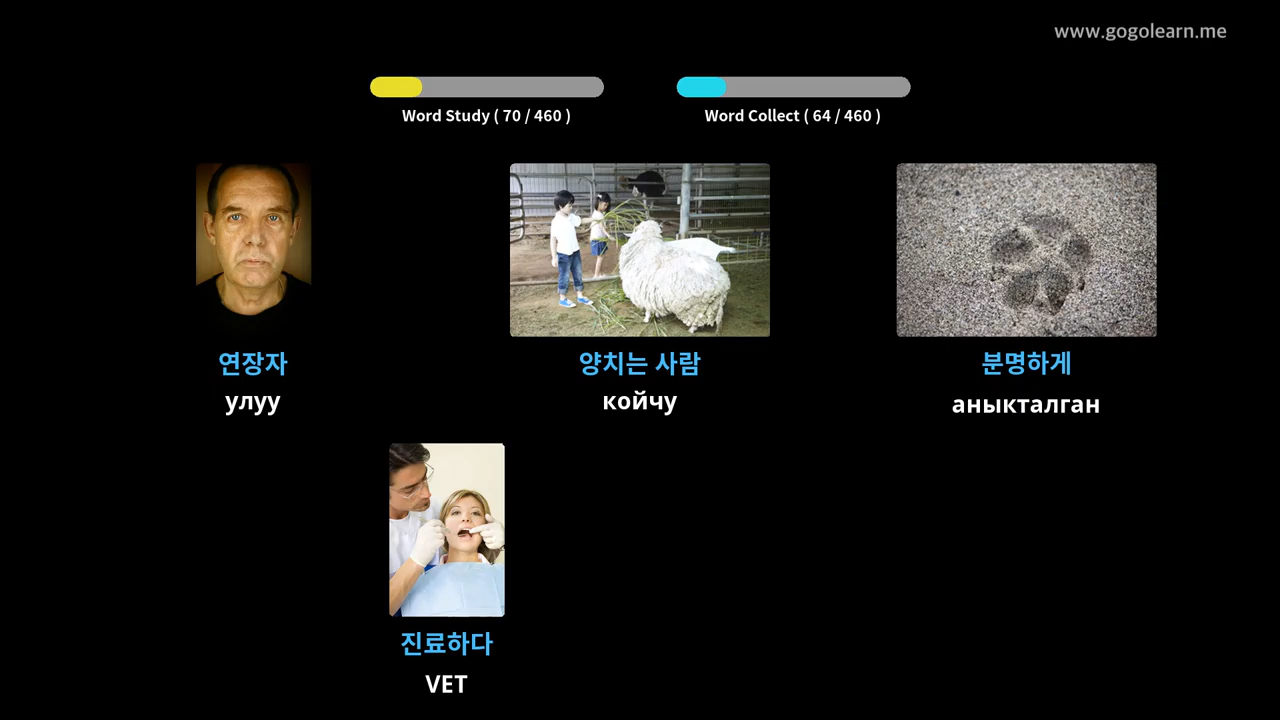 www.gogolearn.me
Word Study ( 70 / 460 )
Word Collect ( 64 / 460 )
연장자
улуу
양치는 사람
койчу
분명하게
аныкталган
진료하다
VET